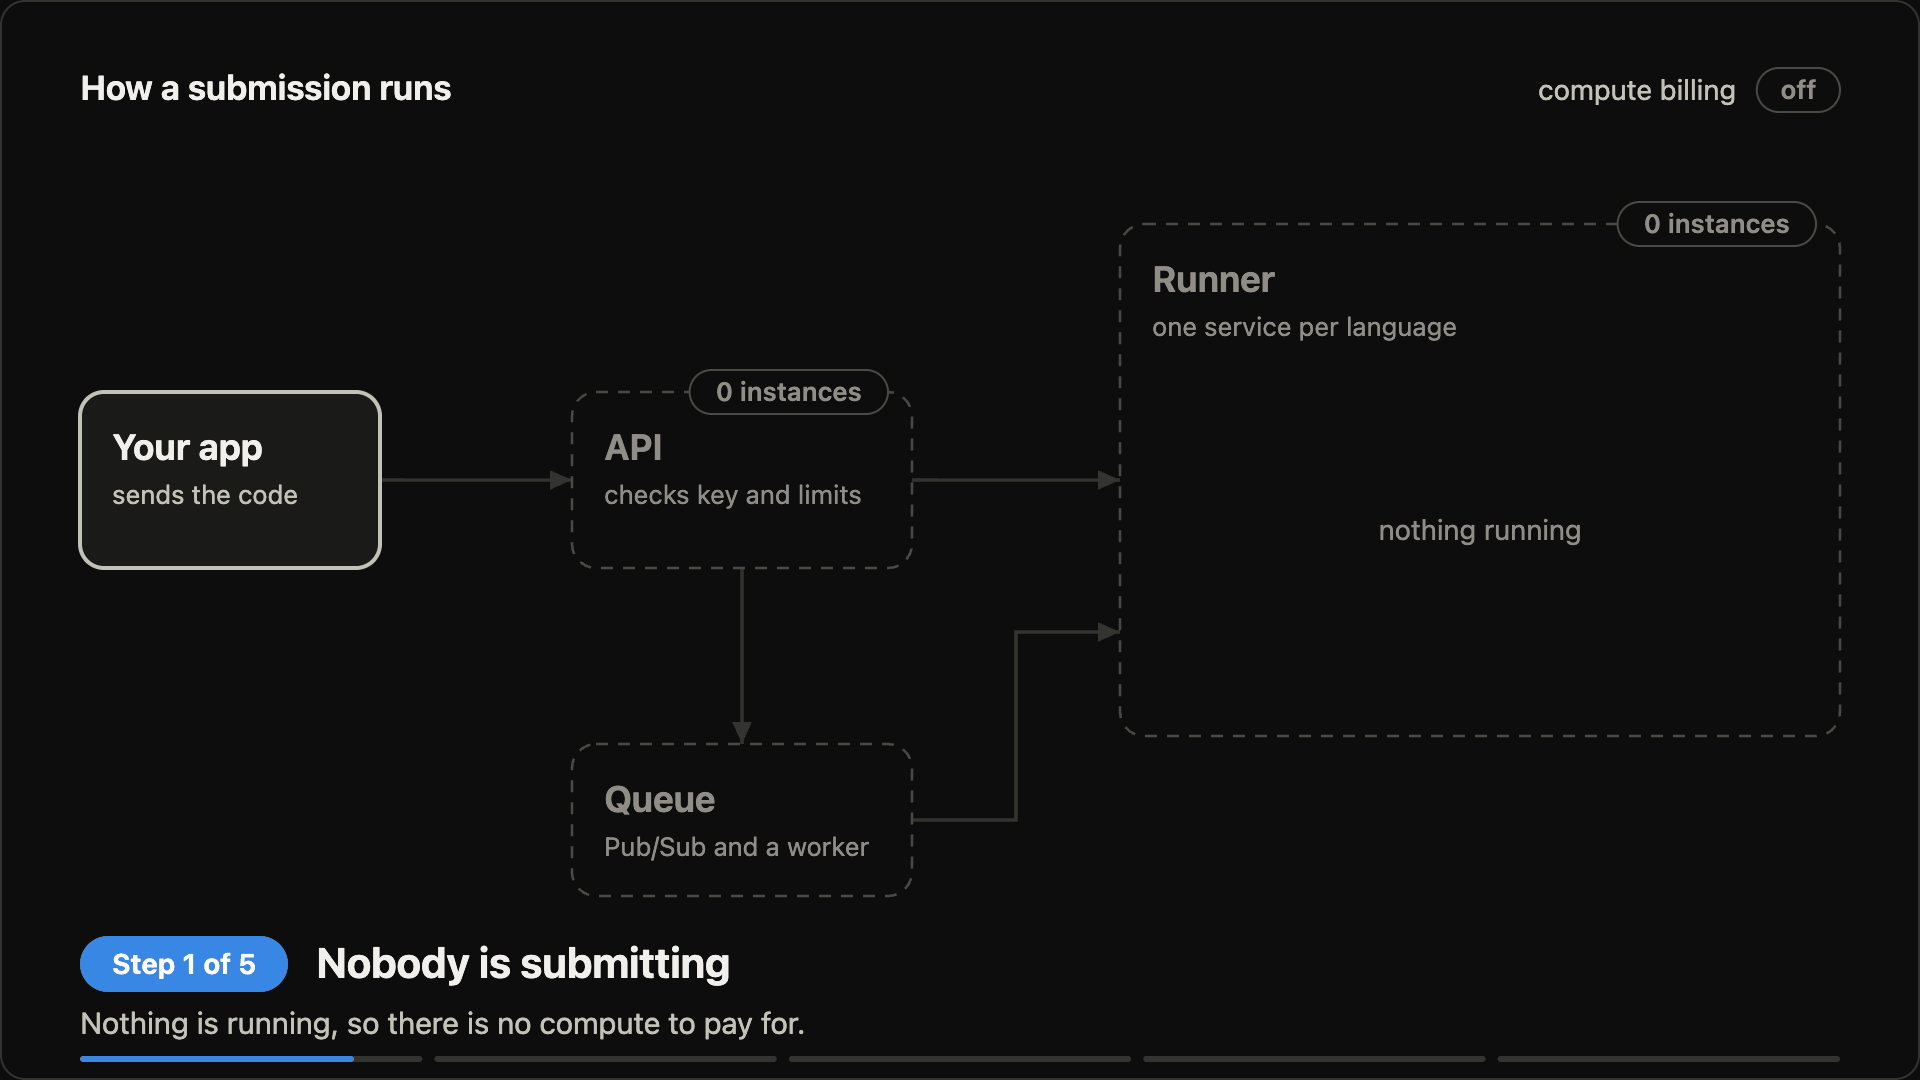 How a submission runs
compute billing off
0 instances
Runner
one service per language
0 instances
Your app
sends the code
API
checks key and limits
nothing running
Queue
Pub/Sub and a worker
Step 1 of 5 Nobody is submitting
Nothing is running, so there is no compute to pay for.